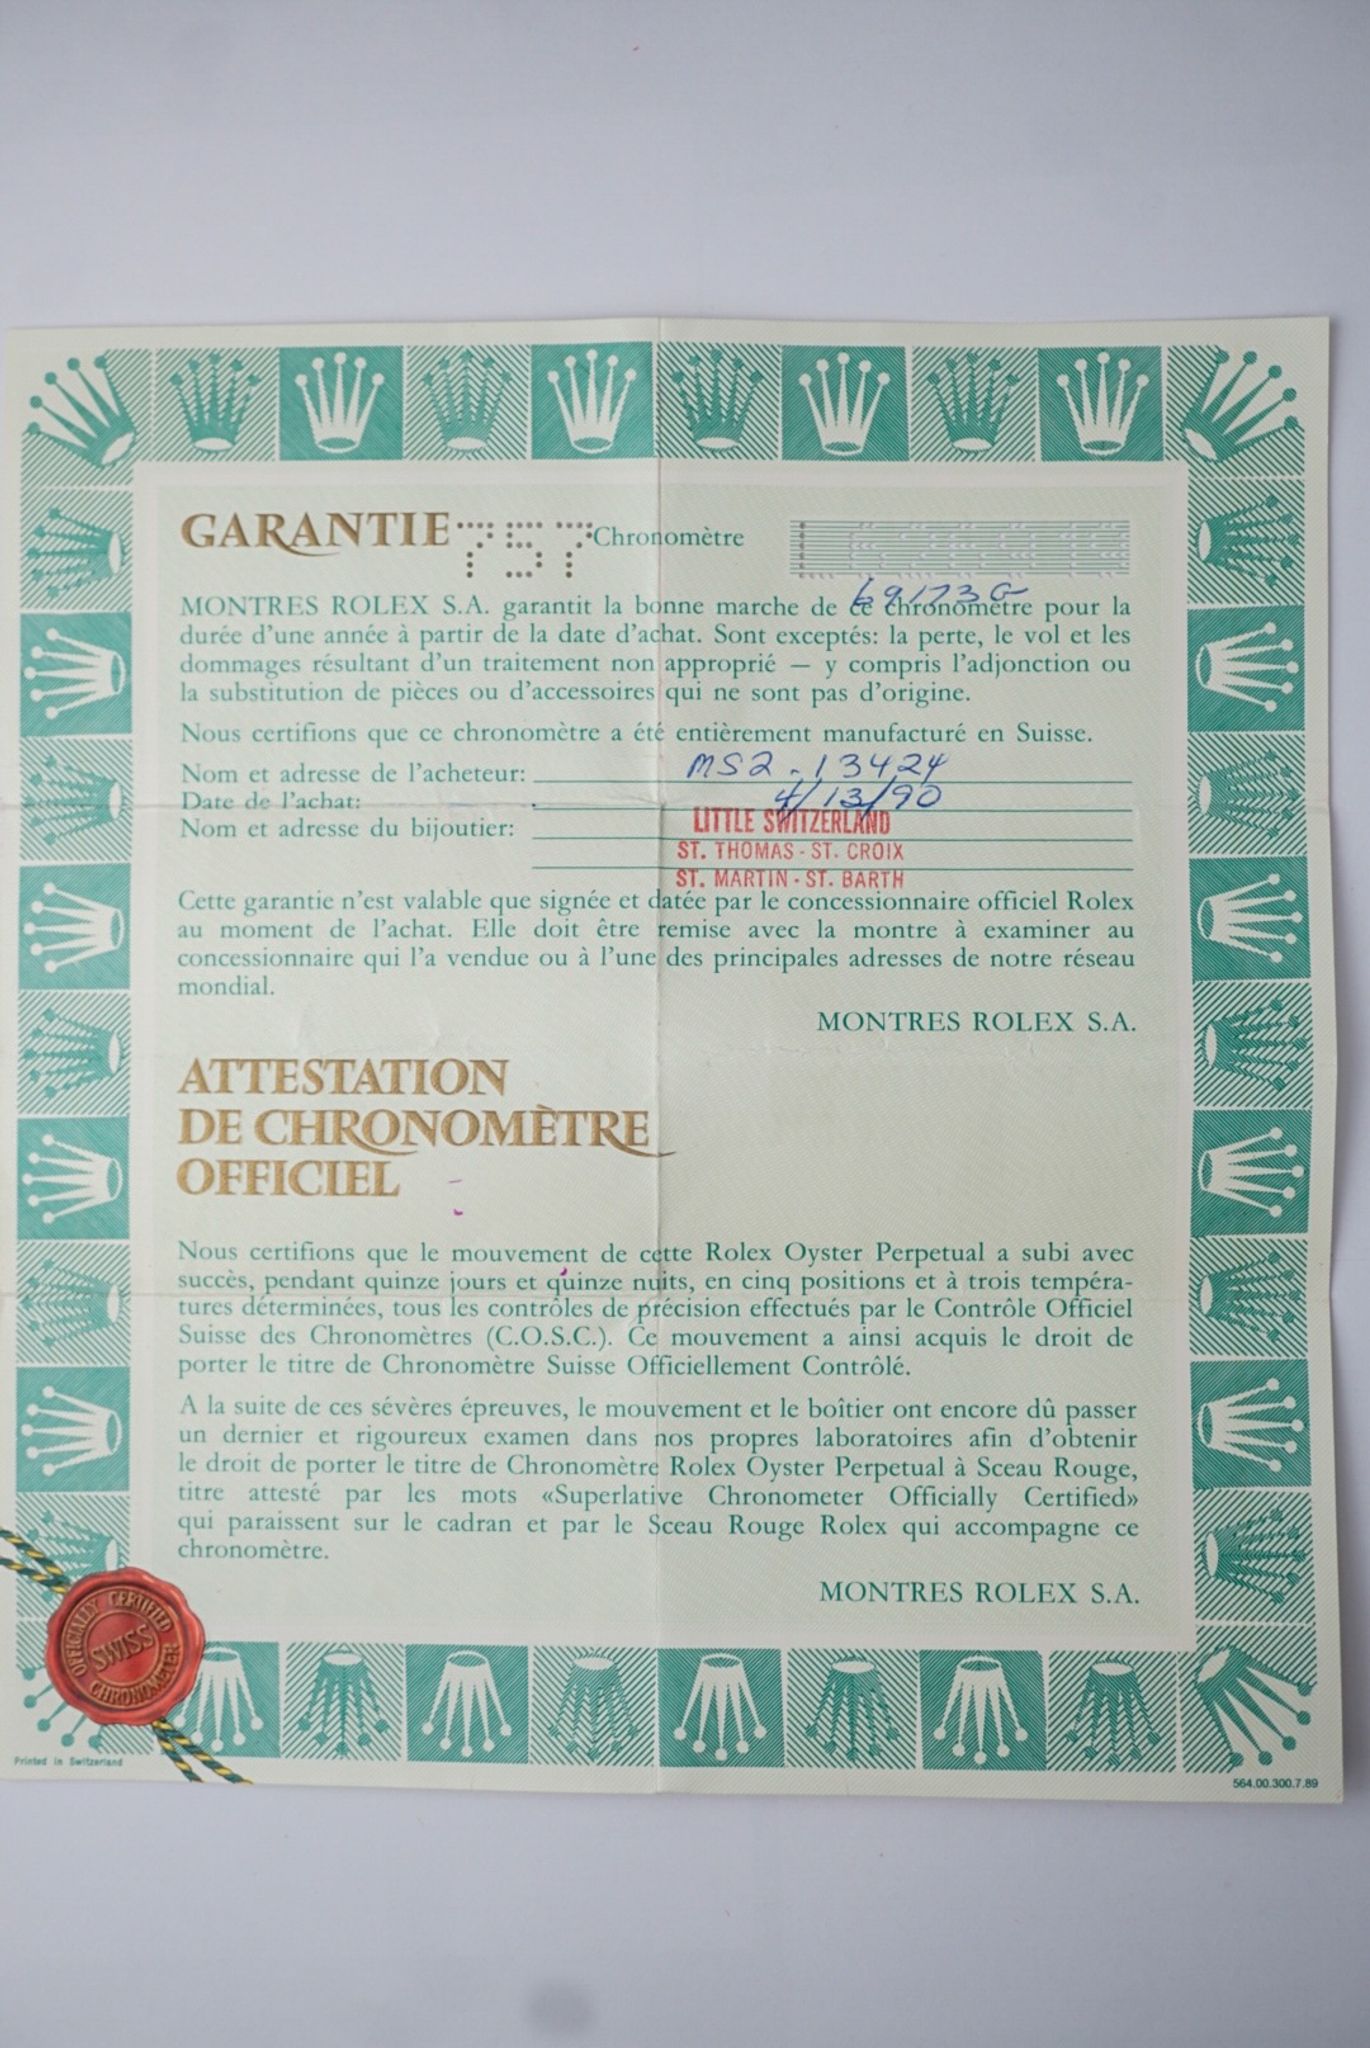 GARANTIE 757 Chronomètre
69173G
MONTRES ROLEX S.A. garantit la bonne marche de ce chronomètre pour la
durée d'une année à partir de la date d'achat. Sont exceptés: la perte, le vol et les
dommages résultant d'un traitement non approprié — y compris l'adjonction ou
la substitution de pièces ou d'accessoires qui ne sont pas d'origine.
Nous certifions que ce chronomètre a été entièrement manufacturé en Suisse.
Nom et adresse de l'acheteur: MS2-13424
Date de l'achat: 4/13/90
Nom et adresse du bijoutier: LITTLE SWITZERLAND
ST. THOMAS - ST. CROIX
ST. MARTIN - ST. BARTH
Cette garantie n'est valable que signée et datée par le concessionnaire officiel Rolex
au moment de l'achat. Elle doit être remise avec la montre à examiner au
concessionnaire qui l'a vendue ou à l'une des principales adresses de notre réseau
mondial.
MONTRES ROLEX S.A.
ATTESTATION
DE CHRONOMÈTRE
OFFICIEL
Nous certifions que le mouvement de cette Rolex Oyster Perpetual a subi avec
succès, pendant quinze jours et quinze nuits, en cinq positions et à trois tempéra-
tures déterminées, tous les contrôles de précision effectués par le Contrôle Officiel
Suisse des Chronomètres (C.O.S.C.). Ce mouvement a ainsi acquis le droit de
porter le titre de Chronomètre Suisse Officiellement Contrôlé.
A la suite de ces sévères épreuves, le mouvement et le boîtier ont encore dû passer
un dernier et rigoureux examen dans nos propres laboratoires afin d'obtenir
le droit de porter le titre de Chronomètre Rolex Oyster Perpetual à Sceau Rouge,
titre attesté par les mots «Superlative Chronometer Officially Certified»
qui paraissent sur le cadran et par le Sceau Rouge Rolex qui accompagne ce
chronomètre.
MONTRES ROLEX S.A.
OFFICIALLY CERTIFIED
SWISS
CHRONOMETER
Printed in Switzerland
564.00.300.7.89